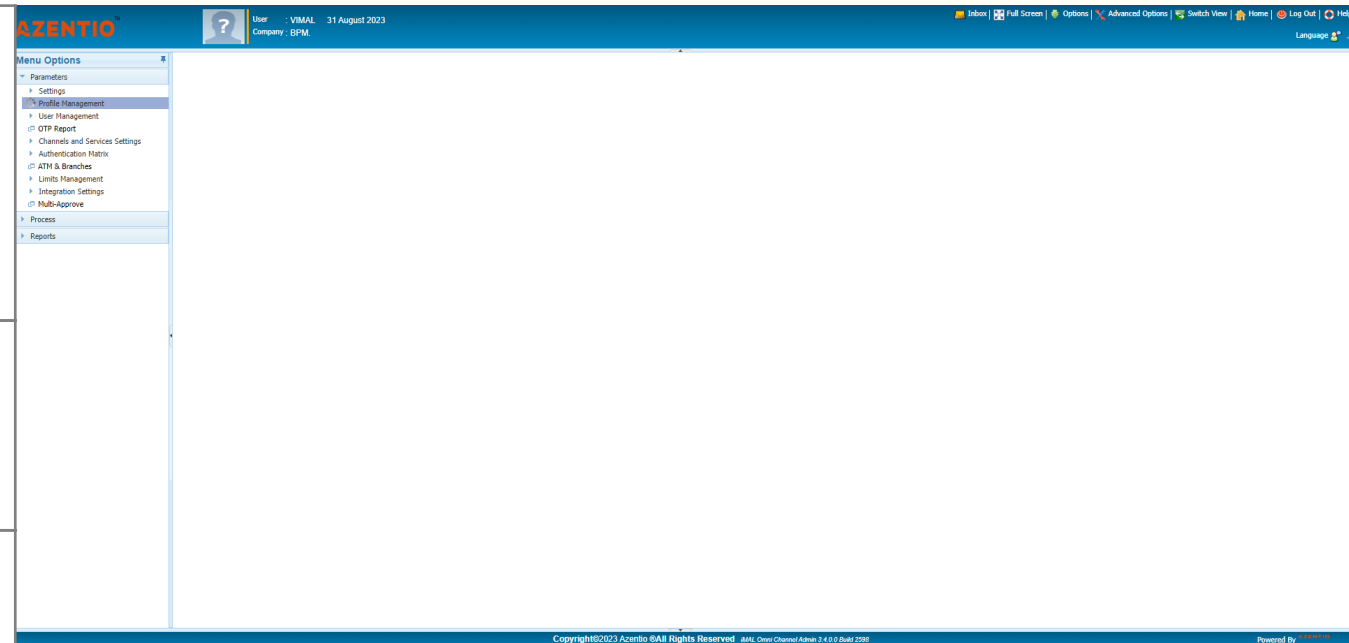 AZENTIO™
User : VIMAL 31 August 2023
Company : BPM.
Inbox | Full Screen | Options | Advanced Options | Switch View | Home | Log Out | Hel
Language
Menu Options
Parameters
Settings
Profile Management
User Management
OTP Report
Channels and Services Settings
Authentication Matrix
ATM & Branches
Limits Management
Integration Settings
Multi-Approve
Process
Reports
Copyright©2023 Azentio ®All Rights Reserved iMAL Omni Channel Admin 3.4.0.0 Build 2598
Powered By AZENTIO